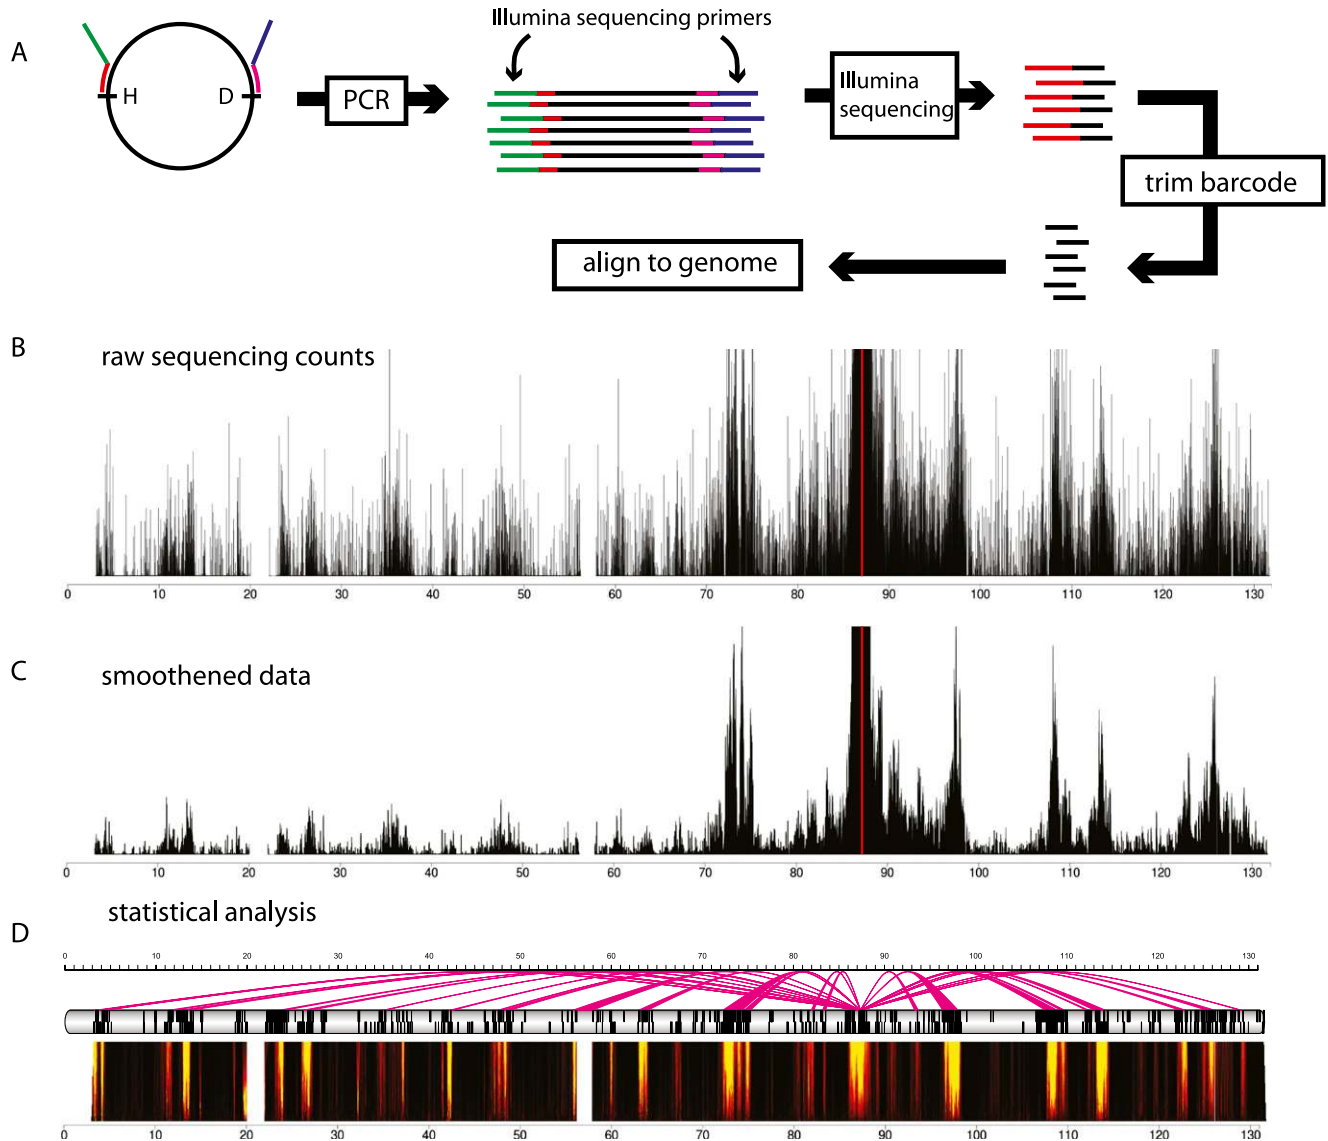 A
H
D
PCR
Illumina sequencing primers
Illumina
sequencing
trim barcode
align to genome
B
raw sequencing counts
0 10 20 30 40 50 60 70 80 90 100 110 120 130
C
smoothened data
0 10 20 30 40 50 60 70 80 90 100 110 120 130
D
statistical analysis
0 10 20 30 40 50 60 70 80 90 100 110 120 130
0 10 20 30 40 50 60 70 80 90 100 110 120 130